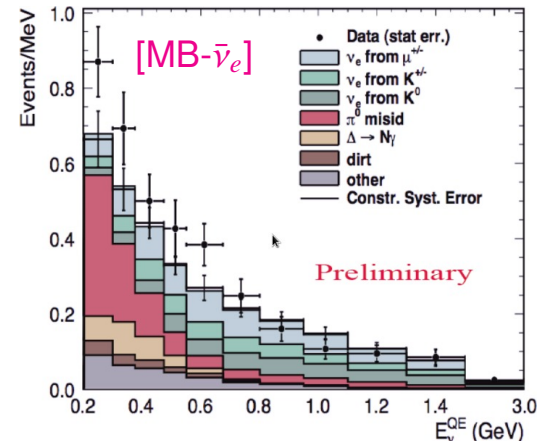 Events/MeV
1.0
0.8
0.6
0.4
0.2
0.0
[MB-ν̄ₑ]
Data (stat err.)
νₑ from μ⁺/⁻
νₑ from K⁺/⁻
νₑ from K⁰
π⁰ misid
Δ → Nγ
dirt
other
Constr. Syst. Error
Preliminary
0.2 0.4 0.6 0.8 1.0 1.2 1.4 3.0
E_ν^QE (GeV)